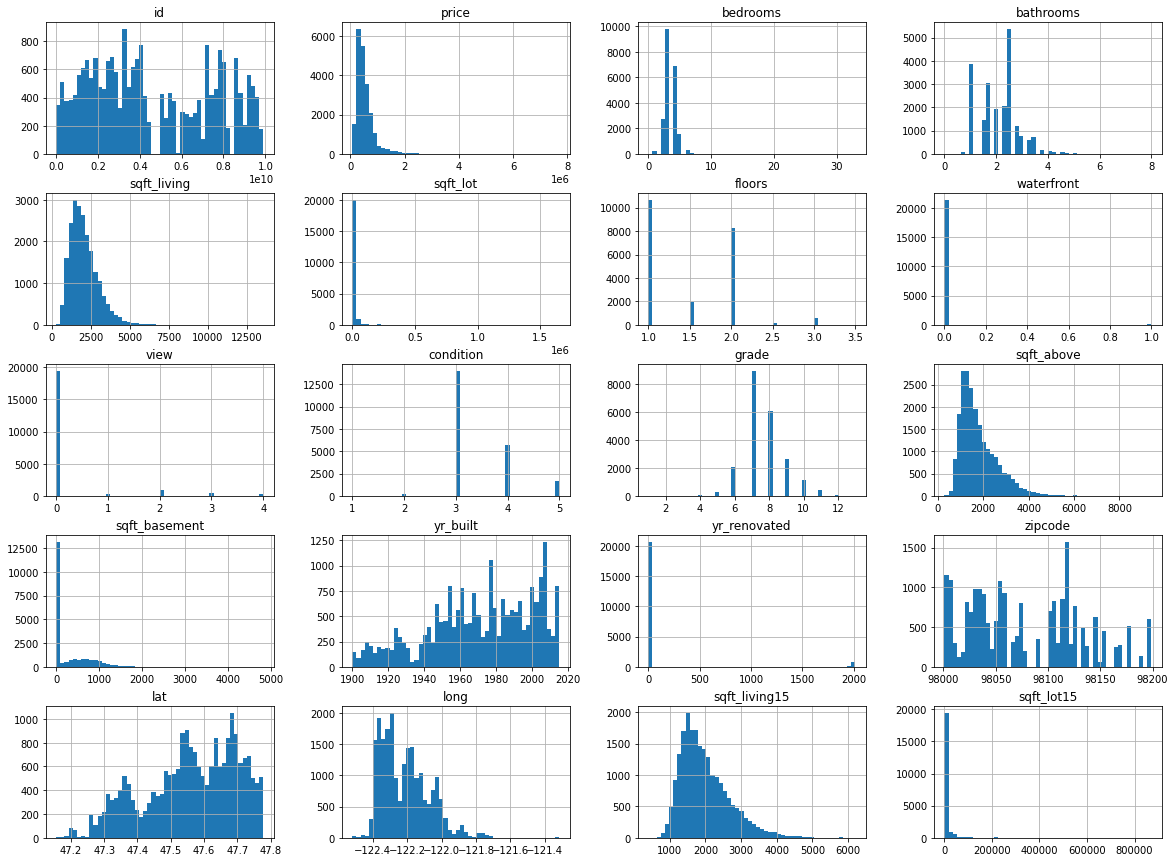 id price bedrooms bathrooms
800 600 400 200 0
0.0 0.2 0.4 0.6 0.8 1.0
1e10
6000 4000 2000 0
0 2 4 6 8
1e6
10000 8000 6000 4000 2000 0
0 10 20 30
5000 4000 3000 2000 1000 0
0 2 4 6 8
sqft_living sqft_lot floors waterfront
3000 2000 1000 0
0 2500 5000 7500 10000 12500
20000 15000 10000 5000 0
0.0 0.5 1.0 1.5
1e6
10000 8000 6000 4000 2000 0
1.0 1.5 2.0 2.5 3.0 3.5
20000 15000 10000 5000 0
0.0 0.2 0.4 0.6 0.8 1.0
view condition grade sqft_above
20000 17500 15000 12500 10000 7500 5000 2500 0
0 1 2 3 4
12500 10000 7500 5000 2500 0
1 2 3 4 5
8000 6000 4000 2000 0
2 4 6 8 10 12
2500 2000 1500 1000 500 0
0 2000 4000 6000 8000
sqft_basement yr_built yr_renovated zipcode
12500 10000 7500 5000 2500 0
0 1000 2000 3000 4000 5000
1250 1000 750 500 250 0
1900 1920 1940 1960 1980 2000 2020
20000 15000 10000 5000 0
0 500 1000 1500 2000
1500 1000 500 0
98000 98050 98100 98150 98200
lat long sqft_living15 sqft_lot15
1000 800 600 400 200 0
47.2 47.3 47.4 47.5 47.6 47.7 47.8
2000 1500 1000 500 0
−122.4 −122.2 −122.0 −121.8 −121.6 −121.4
2000 1500 1000 500 0
1000 2000 3000 4000 5000 6000
20000 15000 10000 5000 0
0 200000 400000 600000 800000